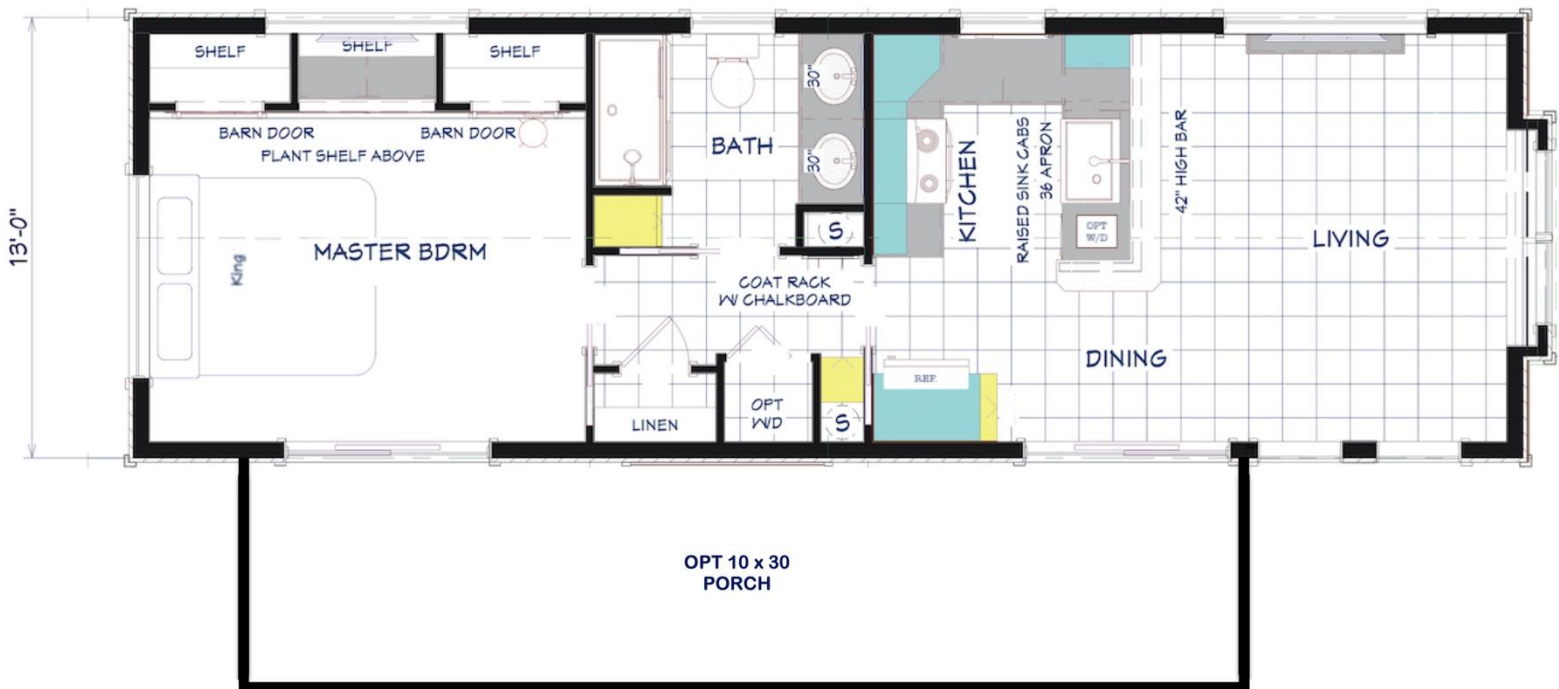 SHELF
SHELF
SHELF
BARN DOOR
BARN DOOR
PLANT SHELF ABOVE
13'-0"
King
MASTER BDRM
BATH
30"
30"
S
KITCHEN
RAISED SINK CABS
36 APRON
OPT
W/D
42" HIGH BAR
LIVING
COAT RACK
W/ CHALKBOARD
DINING
REF.
LINEN
OPT
W/D
S
OPT 10 x 30
PORCH